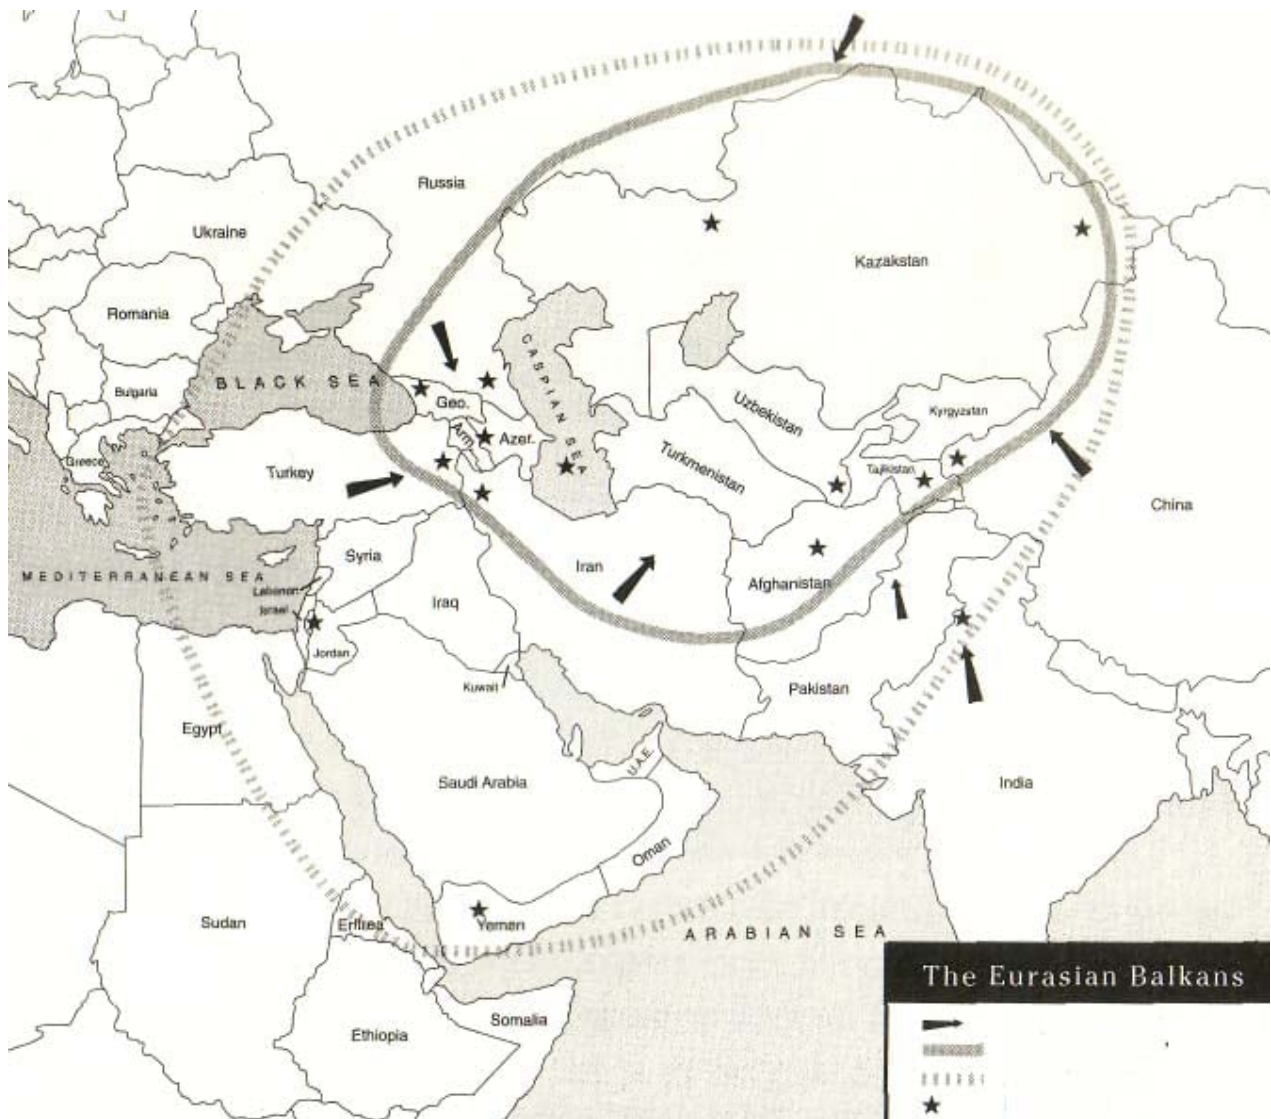 Russia
Ukraine
Kazakstan
Romania
CASPIAN SEA
BLACK SEA
Bulgaria
Geo.
Uzbekistan
Kyrgyzstan
Arm.
Azer.
Greece
Turkey
Turkmenistan
Tajikistan
China
Syria
Iran
MEDITERRANEAN SEA
Afghanistan
Lebanon
Iraq
Israel
Jordan
Kuwait
Pakistan
Egypt
U.A.E.
Saudi Arabia
India
Oman
Sudan
Eritrea
Yemen
ARABIAN SEA
The Eurasian Balkans
Somalia
Ethiopia